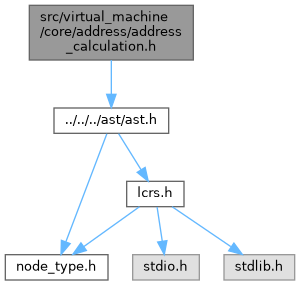 src/virtual_machine
/core/address/address
_calculation.h
../../../ast/ast.h
lcrs.h
node_type.h
stdio.h
stdlib.h